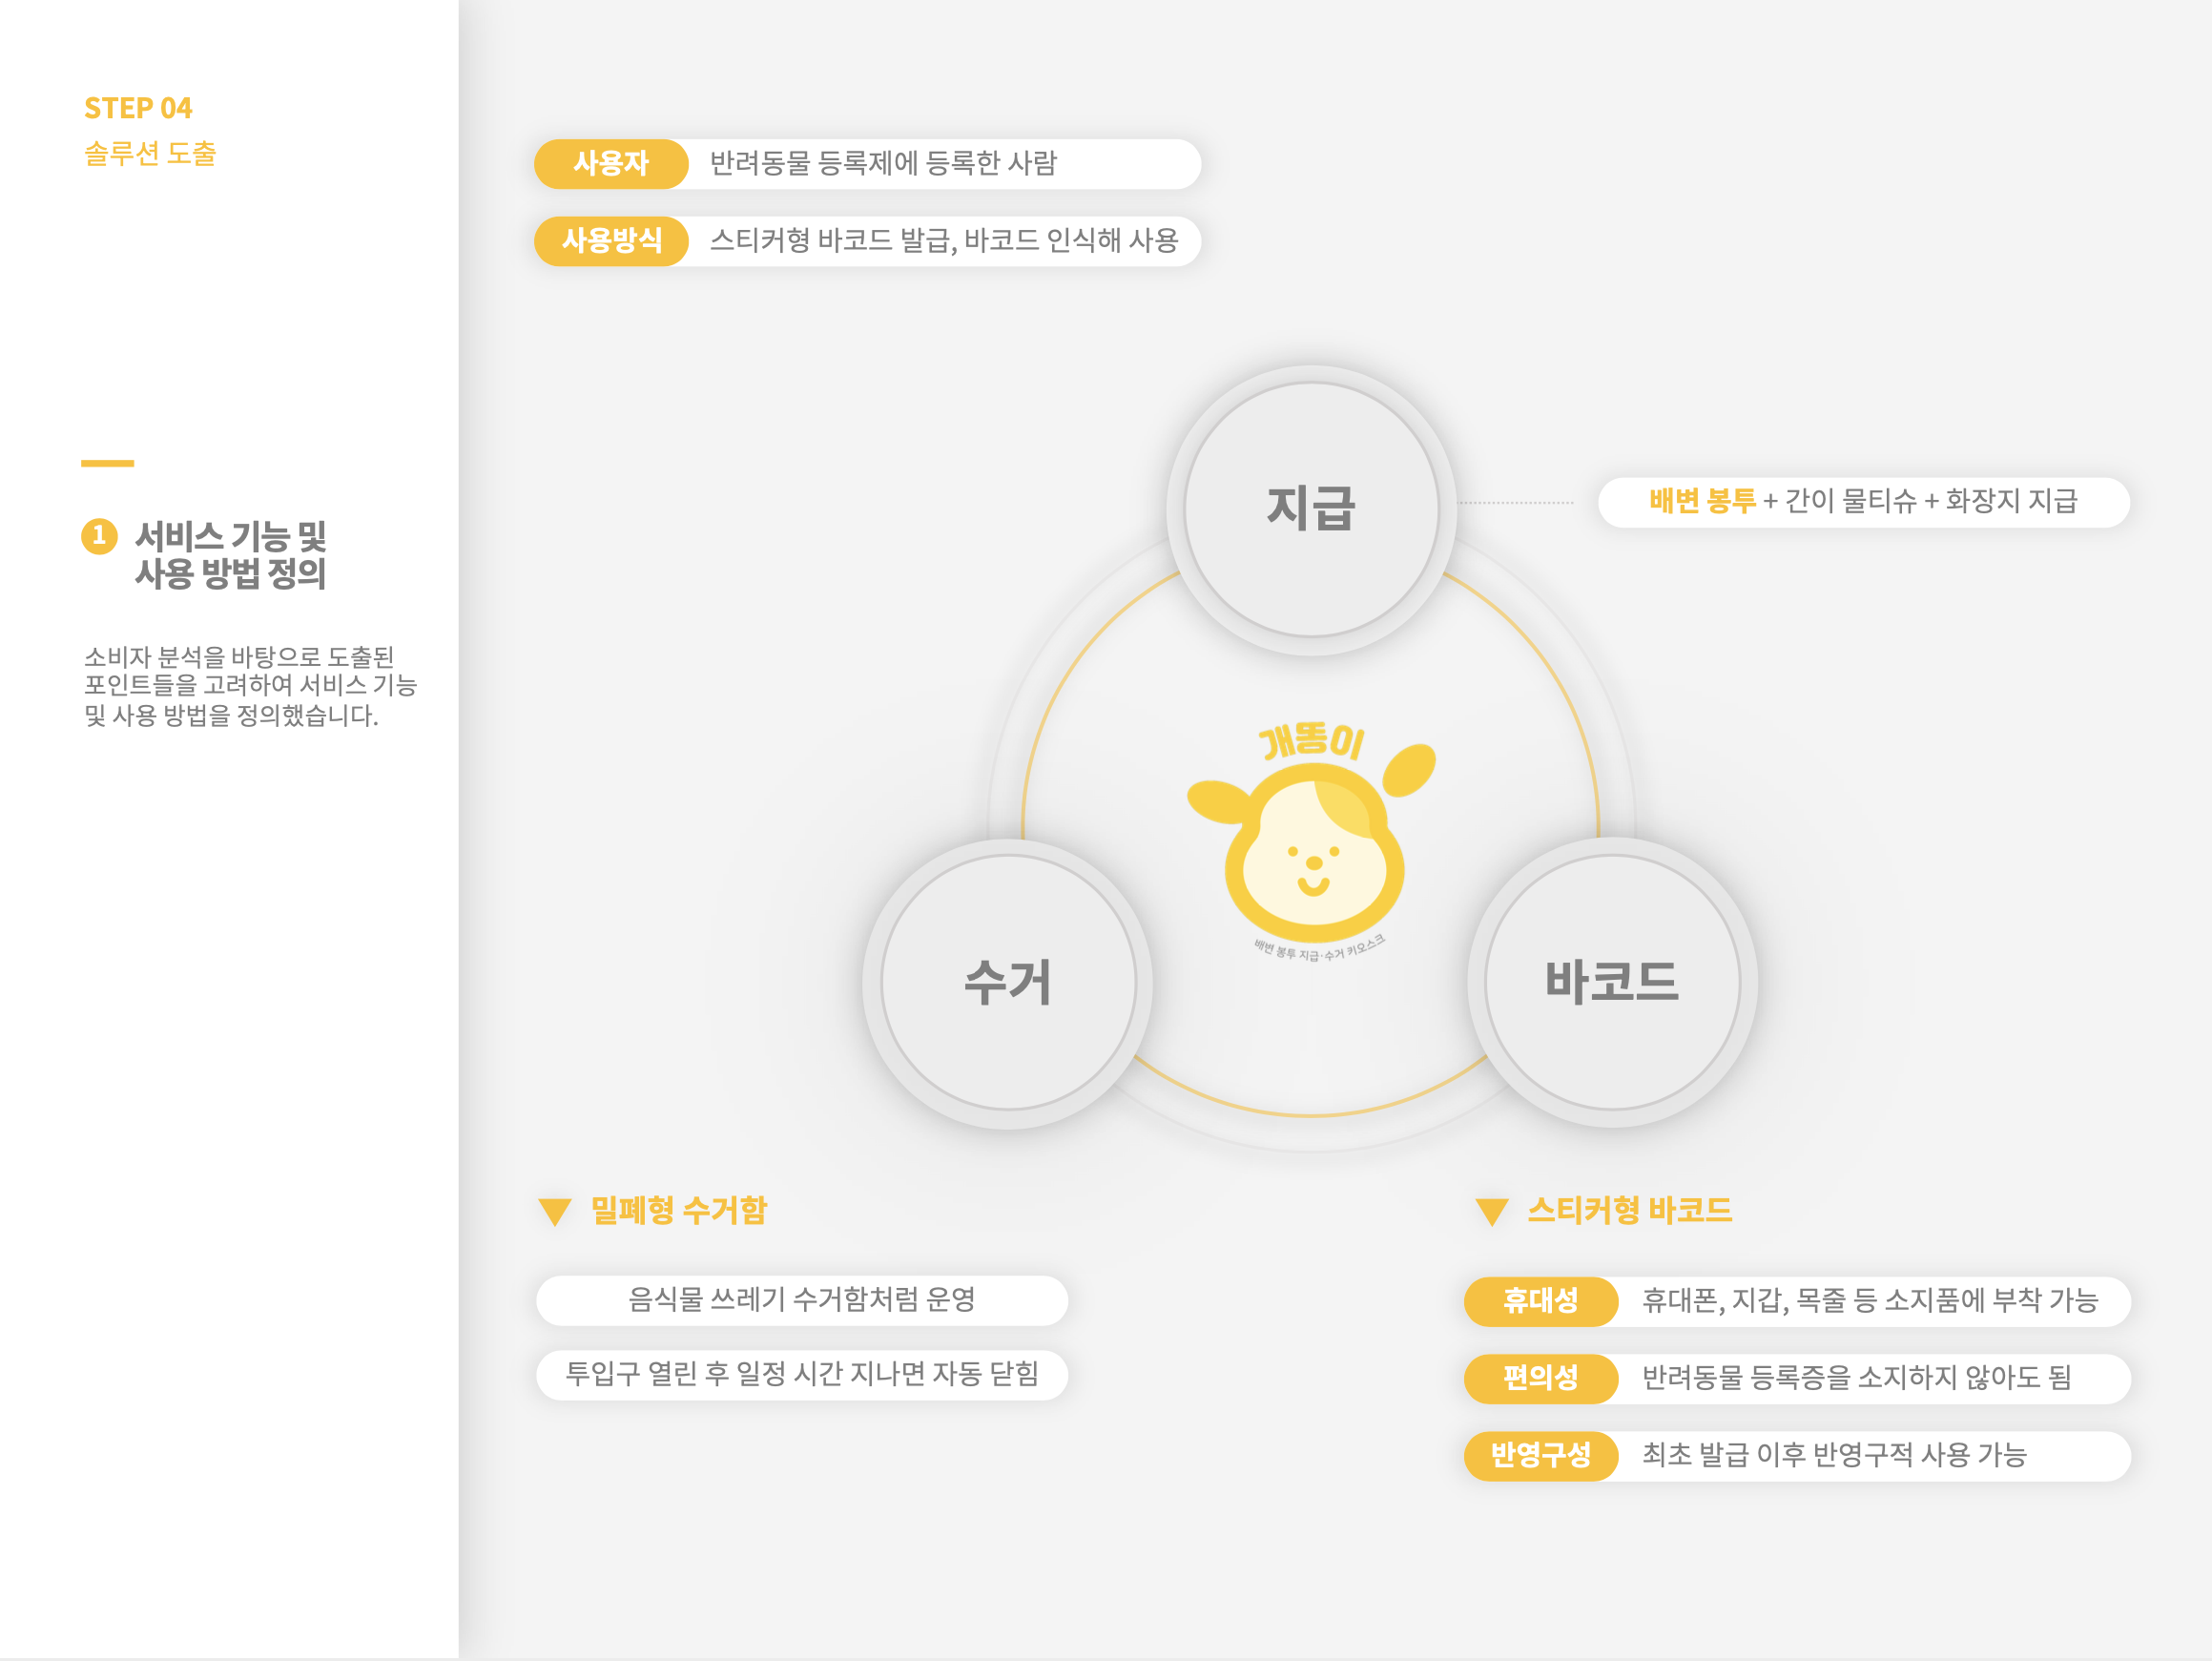 STEP 04
솔루션 도출
1 서비스 기능 및
사용 방법 정의
소비자 분석을 바탕으로 도출된
포인트들을 고려하여 서비스 기능
및 사용 방법을 정의했습니다.
사용자 반려동물 등록제에 등록한 사람
사용방식 스티커형 바코드 발급, 바코드 인식해 사용
지급
배변 봉투 + 간이 물티슈 + 화장지 지급
개똥이
배변 봉투 지급·수거 키오스크
수거
바코드
밀폐형 수거함
음식물 쓰레기 수거함처럼 운영
투입구 열린 후 일정 시간 지나면 자동 닫힘
스티커형 바코드
휴대성 휴대폰, 지갑, 목줄 등 소지품에 부착 가능
편의성 반려동물 등록증을 소지하지 않아도 됨
반영구성 최초 발급 이후 반영구적 사용 가능